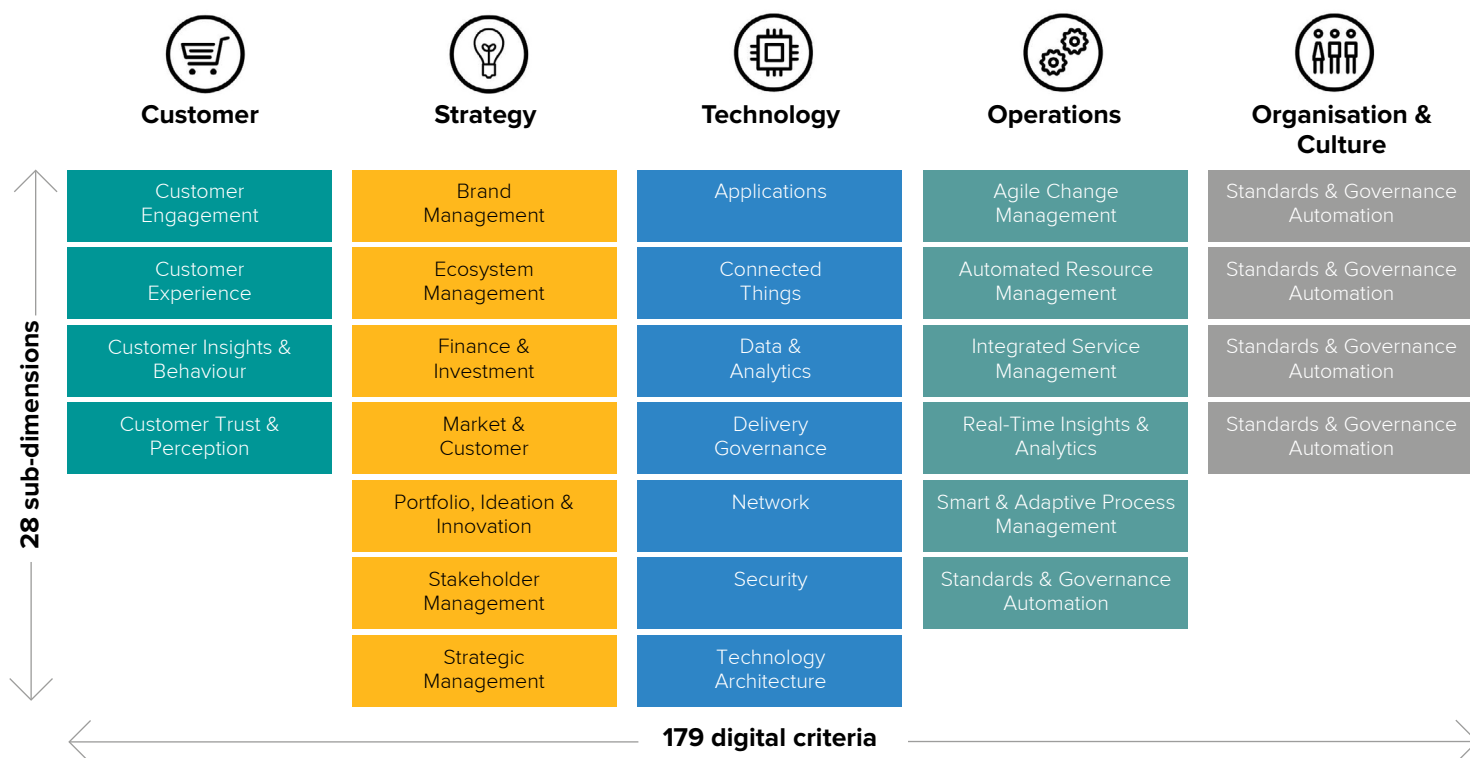 Customer
Strategy
Technology
Operations
Organisation &
Culture
28 sub-dimensions
Customer
Engagement
Customer
Experience
Customer Insights &
Behaviour
Customer Trust &
Perception
Brand
Management
Ecosystem
Management
Finance &
Investment
Market &
Customer
Portfolio, Ideation &
Innovation
Stakeholder
Management
Strategic
Management
Applications
Connected
Things
Data &
Analytics
Delivery
Governance
Network
Security
Technology
Architecture
Agile Change
Management
Automated Resource
Management
Integrated Service
Management
Real-Time Insights &
Analytics
Smart & Adaptive Process
Management
Standards & Governance
Automation
Standards & Governance
Automation
Standards & Governance
Automation
Standards & Governance
Automation
Standards & Governance
Automation
179 digital criteria